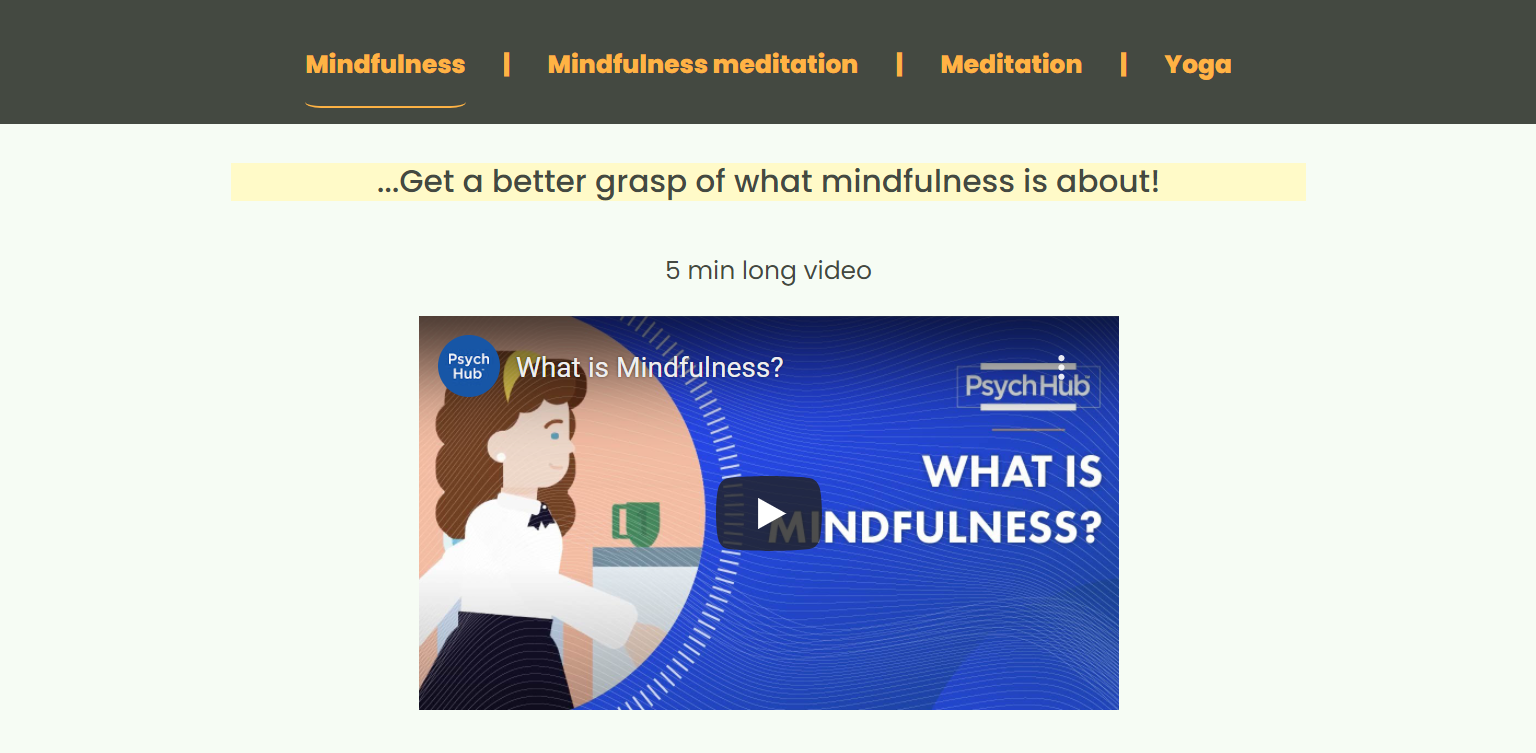 Mindfulness | Mindfulness meditation | Meditation | Yoga
...Get a better grasp of what mindfulness is about!
5 min long video
Psych
Hub
What is Mindfulness?
PsychHub
WHAT IS
MINDFULNESS?